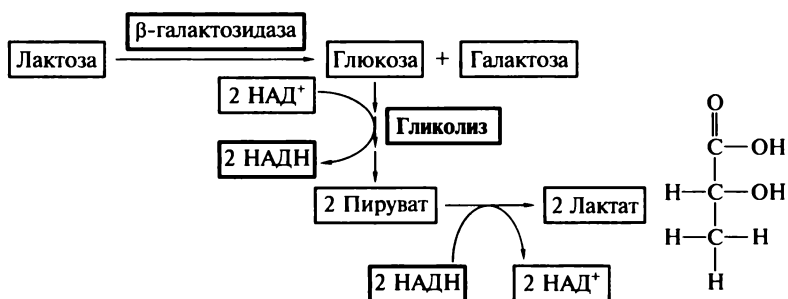 β-галактозидаза
Лактоза
Глюкоза + Галактоза
2 НАД⁺
Гликолиз
2 НАДН
2 Пируват
2 Лактат
2 НАДН
2 НАД⁺
O
C—OH
H—C—OH
H—C—H
H